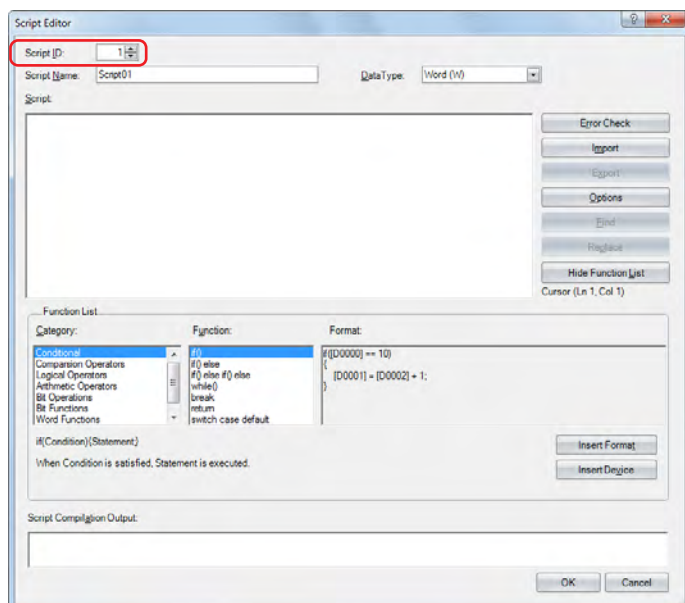 Script Editor
Script ID: 1
Script Name: Script01 Data Type: Word (W)
Script:
Error Check
Import
Export
Options
Find
Replace
Hide Function List
Cursor (Ln 1, Col 1)
Function List
Category: Function: Format:
Conditional
Comparison Operators
Logical Operators
Arithmetic Operators
Bit Operations
Bit Functions
Word Functions
if()
if() else
if() else if() else
while()
break
return
switch case default
if([D0000] == 10)
{
[D0001] = [D0002] + 1;
}
if(Condition){Statement;}
When Condition is satisfied, Statement is executed.
Insert Format
Insert Device
Script Compilation Output:
OK Cancel